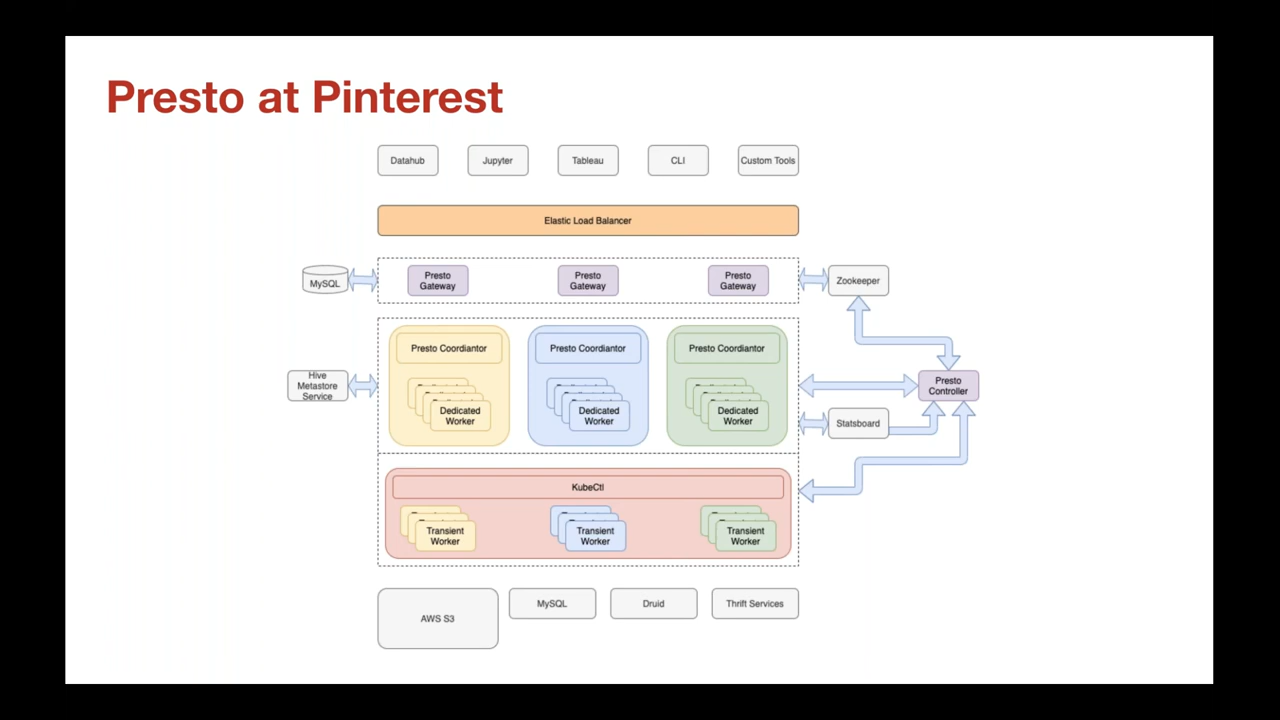 Presto at Pinterest
Datahub
Jupyter
Tableau
CLI
Custom Tools
Elastic Load Balancer
MySQL
Presto
Gateway
Presto
Gateway
Presto
Gateway
Zookeeper
Presto Coordiantor
Presto Coordiantor
Presto Coordiantor
Hive
Metastore
Service
Dedicated
Worker
Dedicated
Worker
Dedicated
Worker
Presto
Controller
Statsboard
KubeCtl
Transient
Worker
Transient
Worker
Transient
Worker
AWS S3
MySQL
Druid
Thrift Services